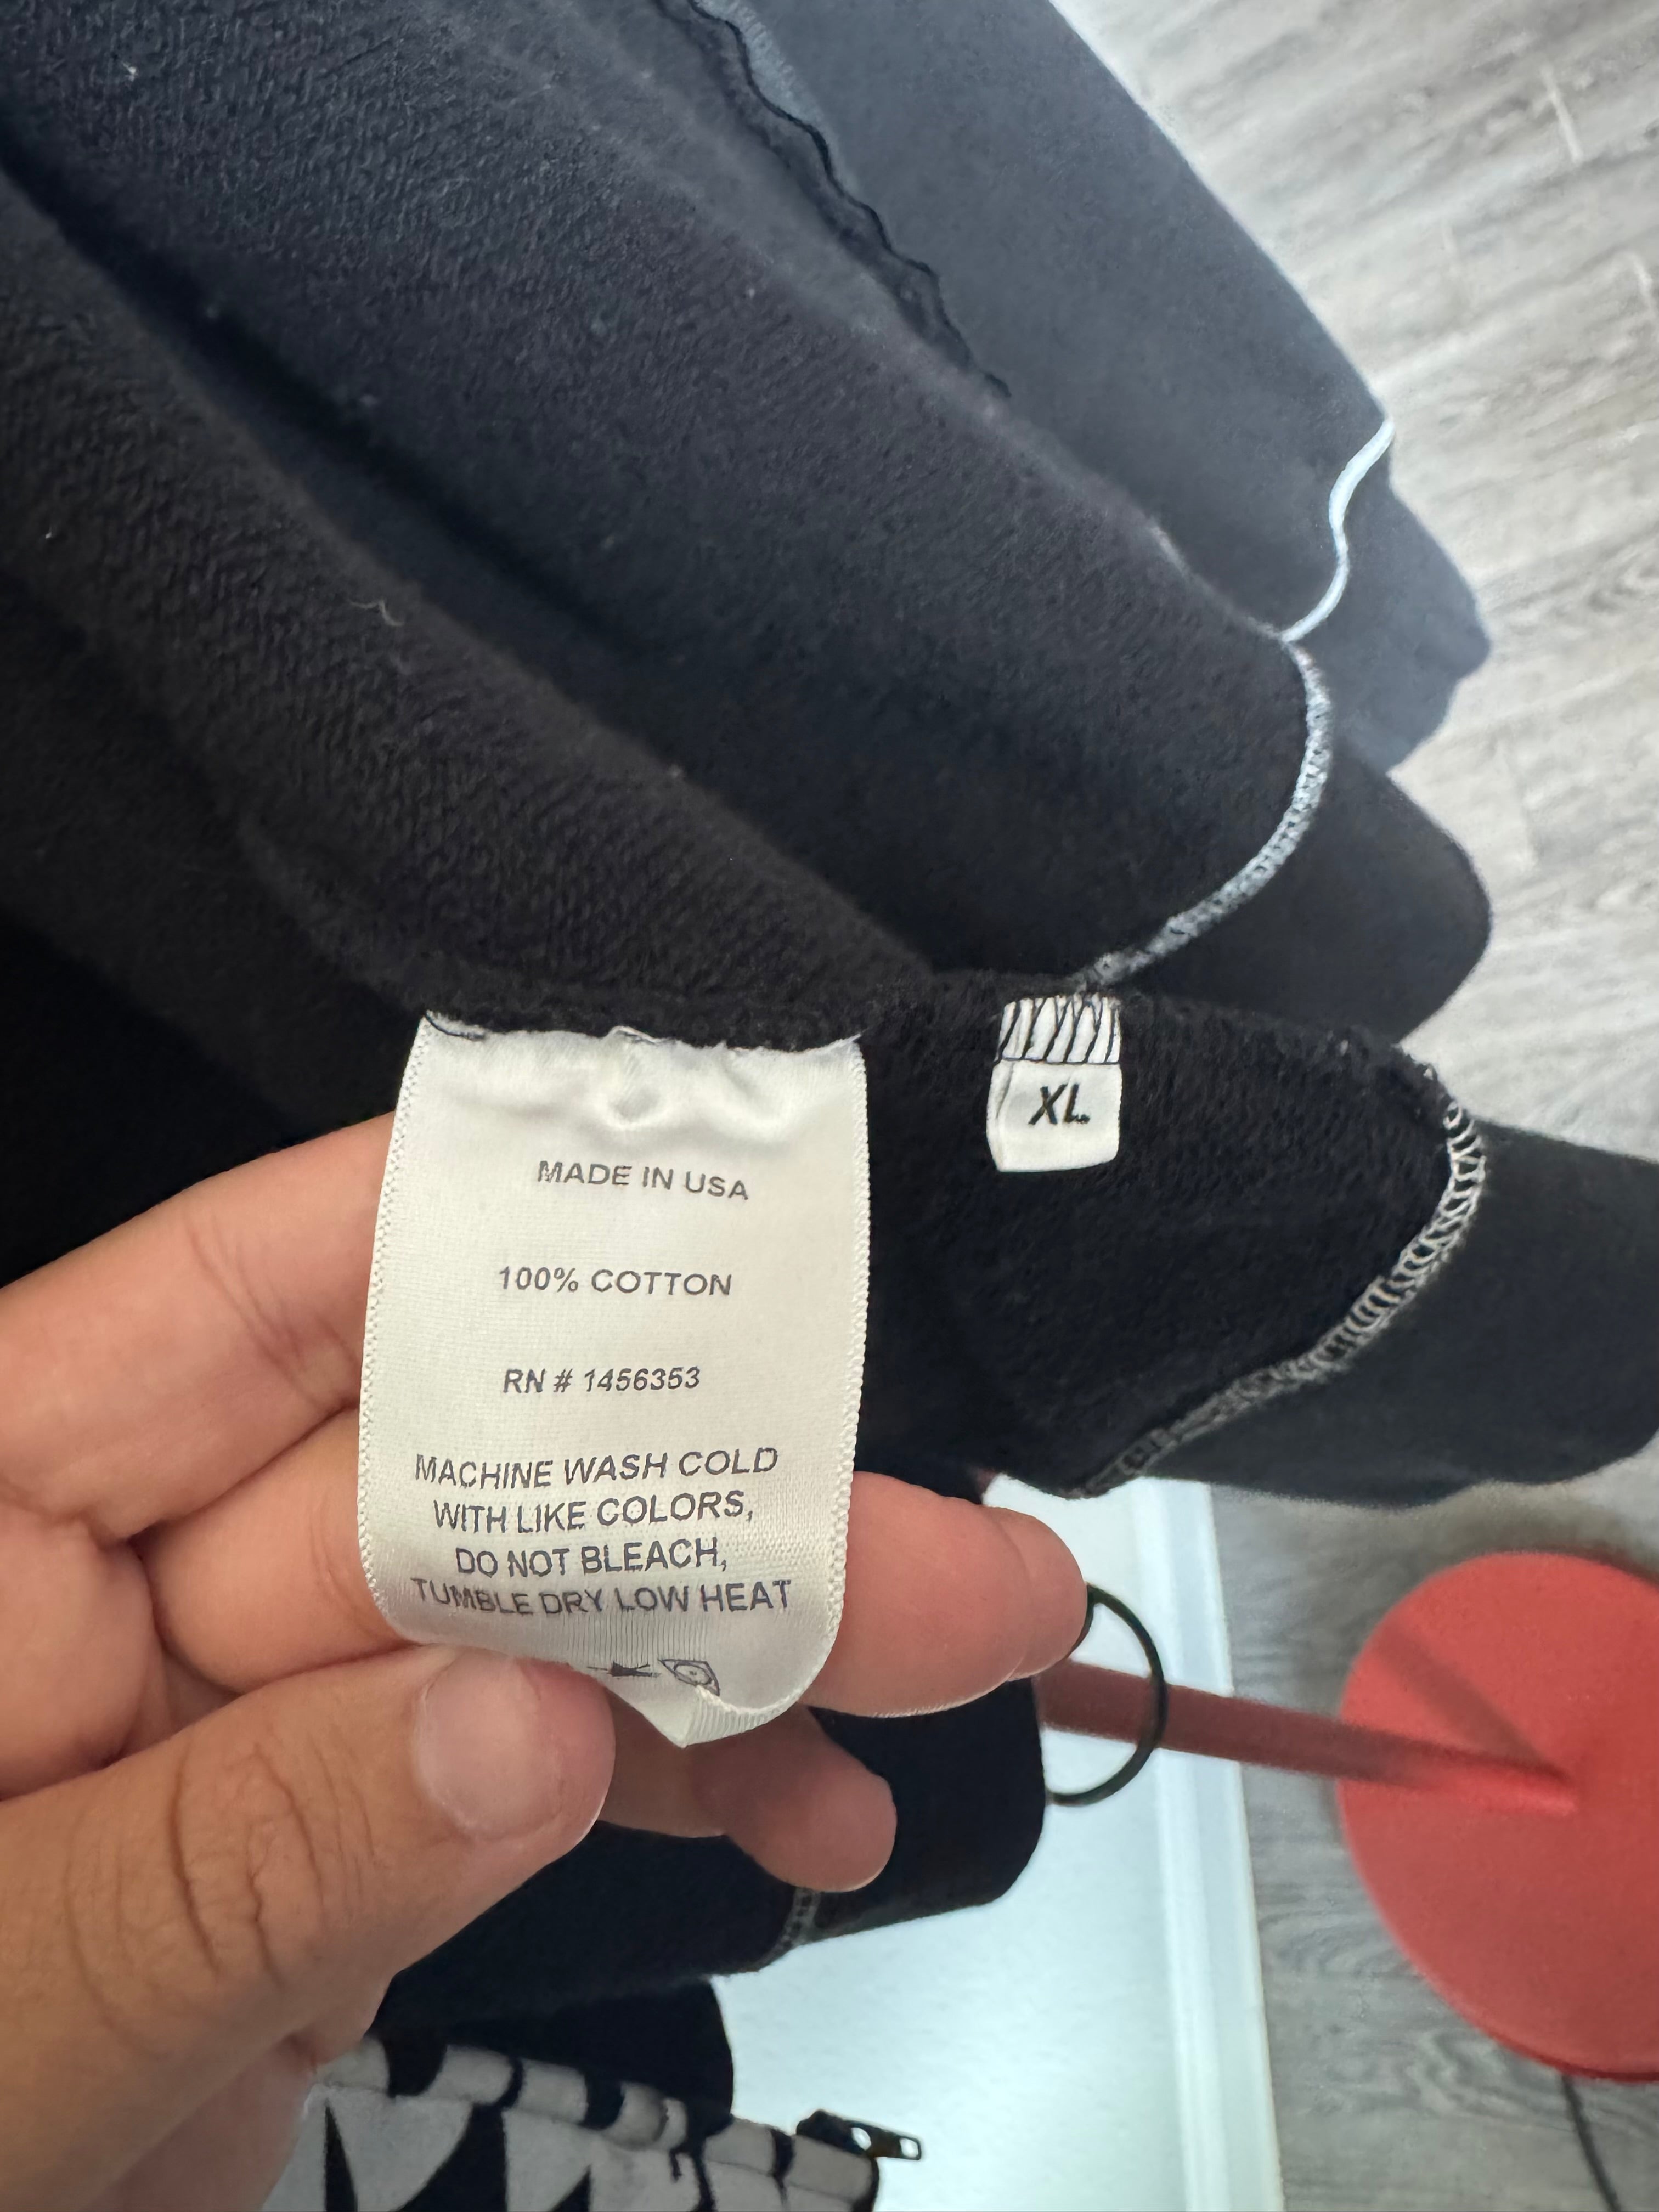 XL
MADE IN USA
100% COTTON
RN # 1456353
MACHINE WASH COLD
WITH LIKE COLORS,
DO NOT BLEACH,
TUMBLE DRY LOW HEAT